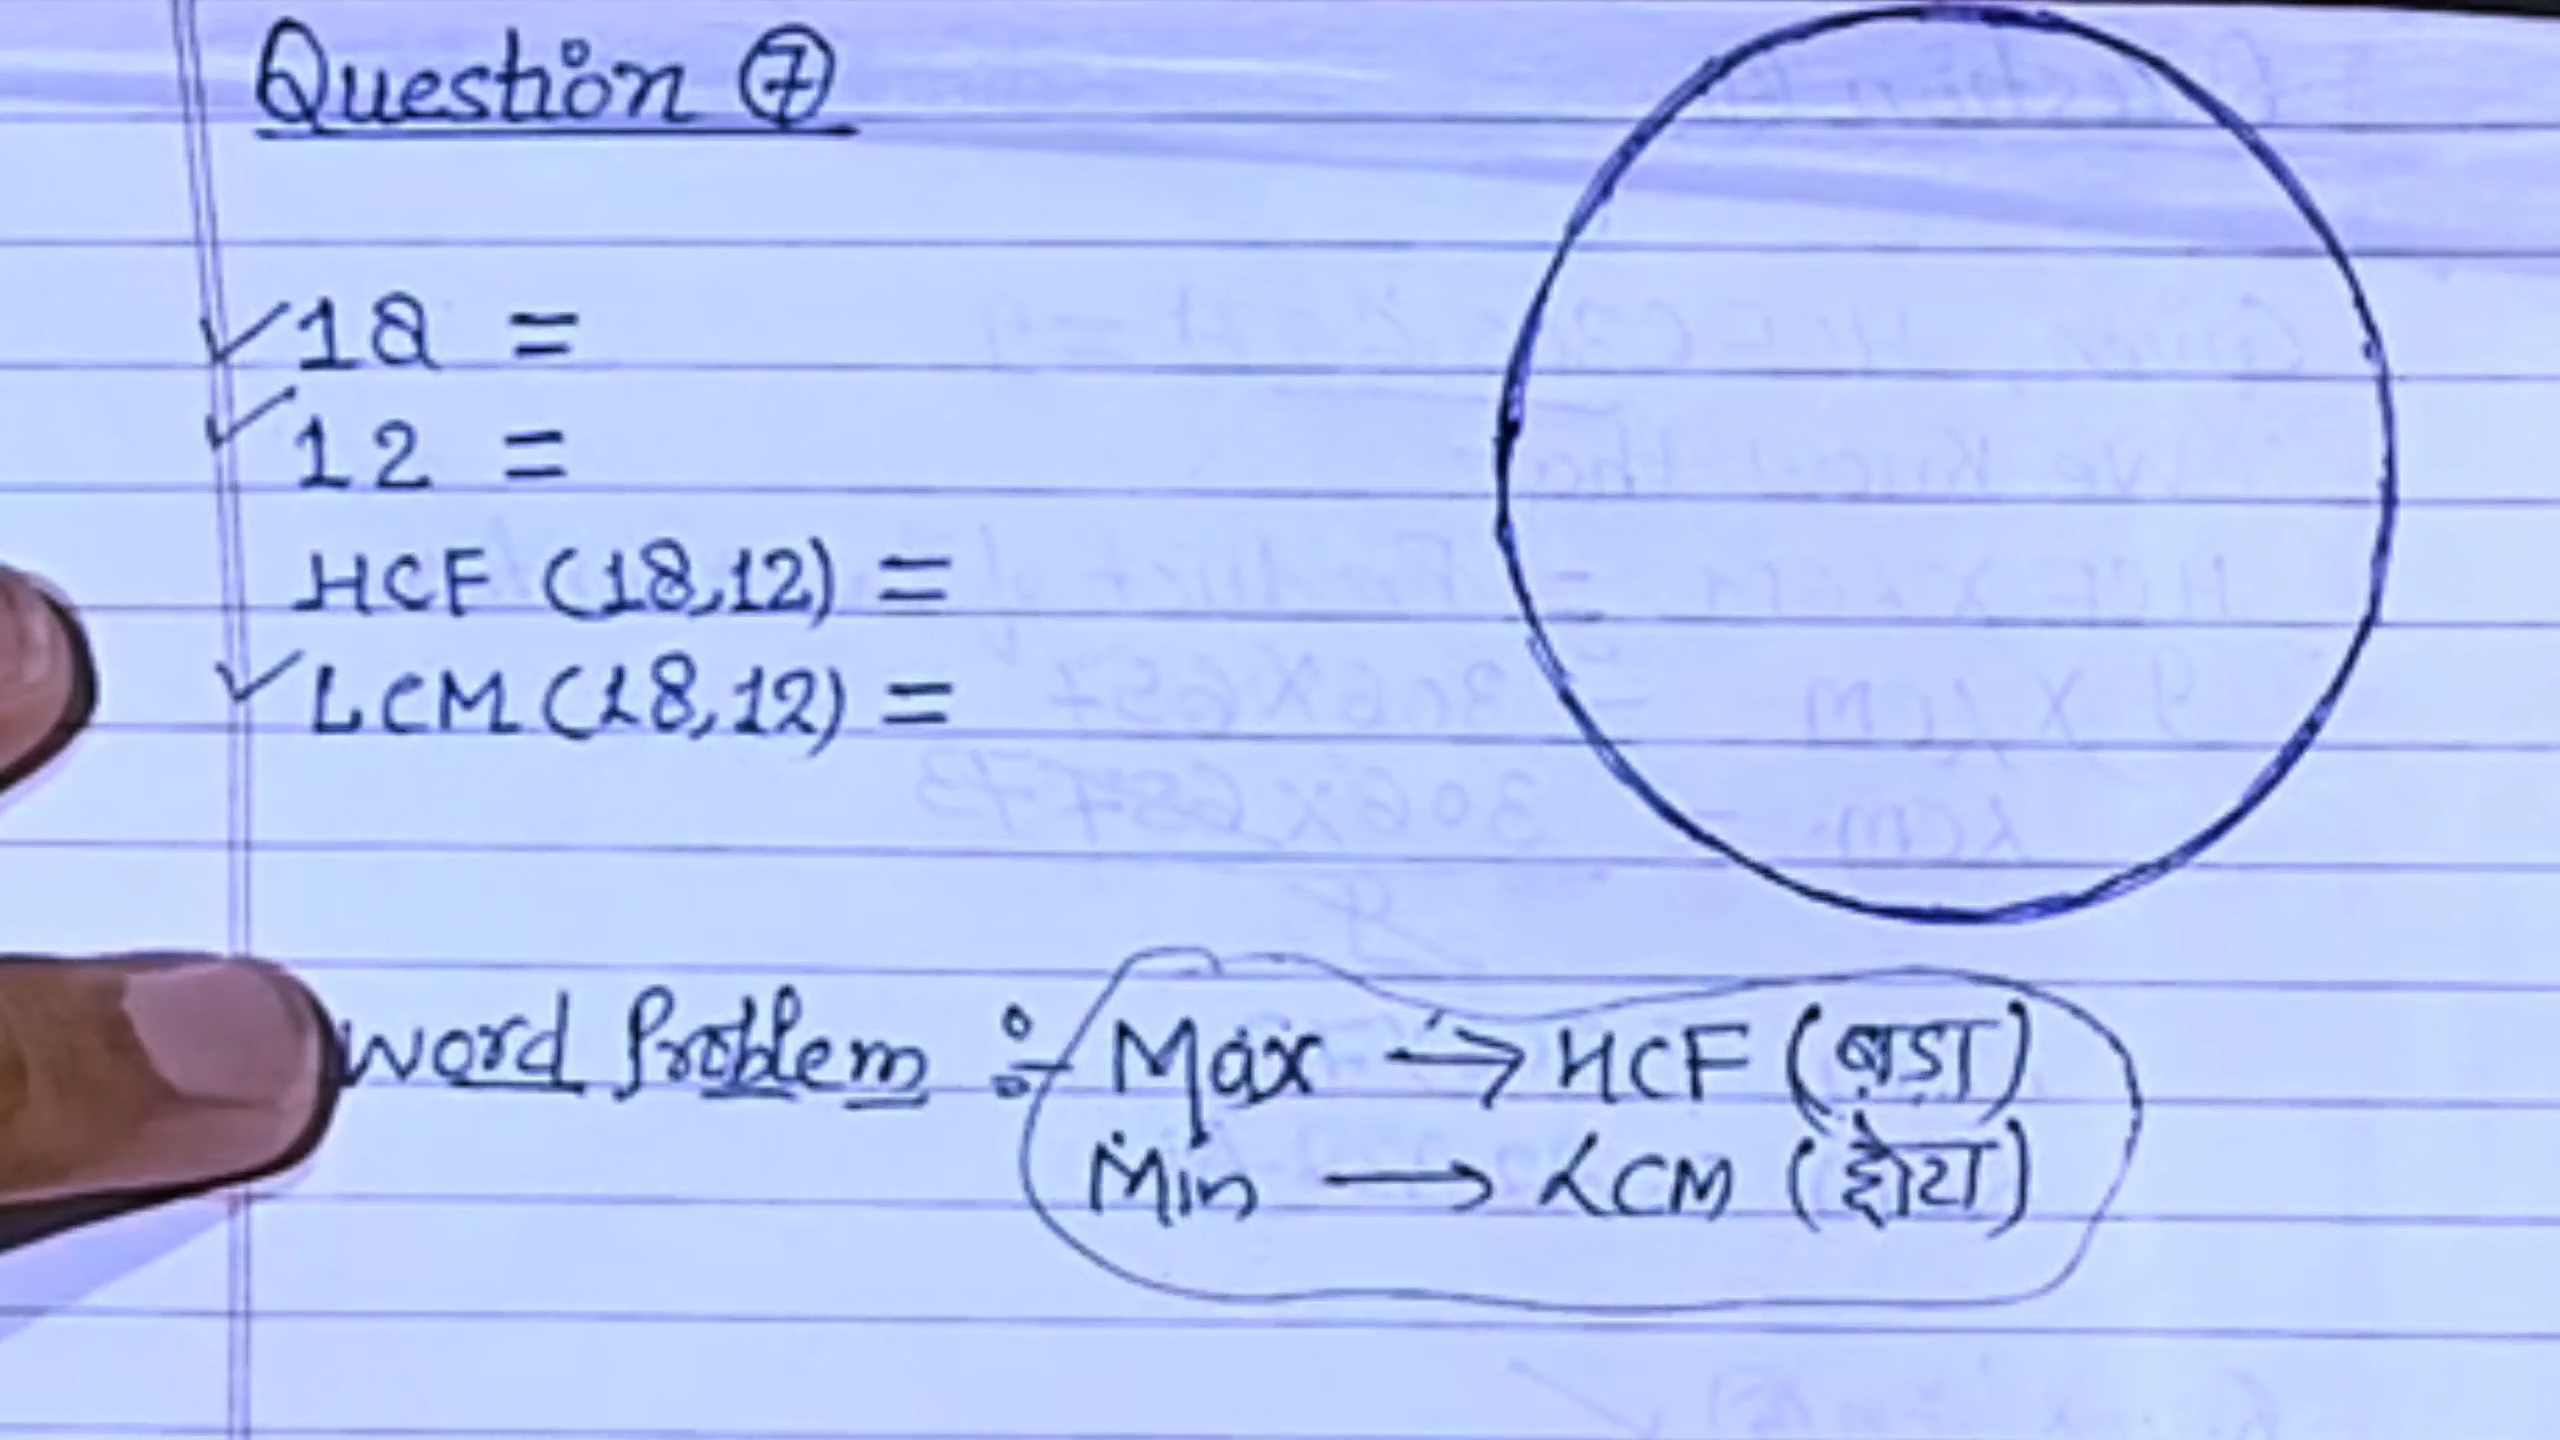 Question 7
18 =
12 =
HCF (18,12) =
LCM (18,12) =
Word Problem :- Max → HCF (बड़ा)
Min → LCM (छोटा)